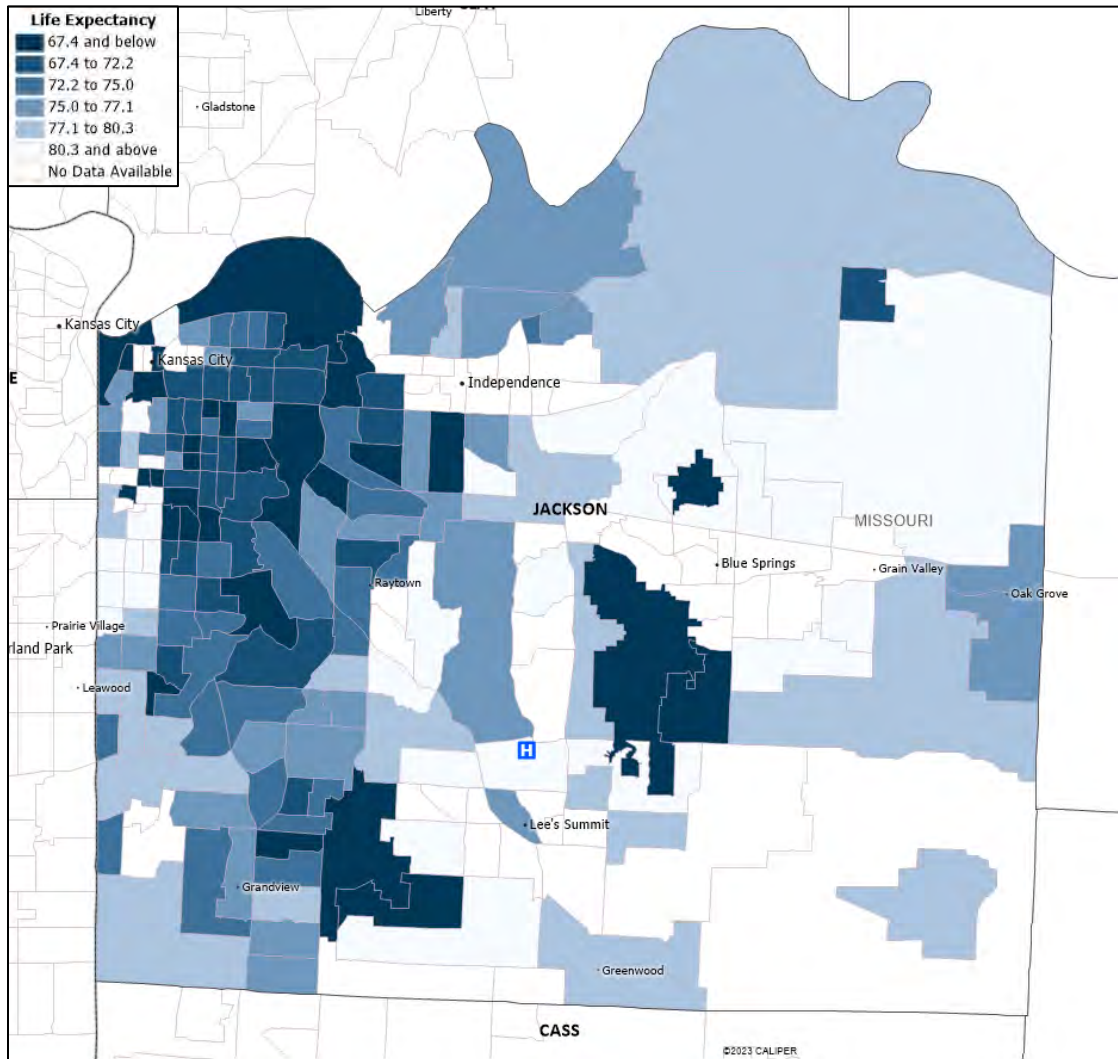 Life Expectancy
67.4 and below
67.4 to 72.2
72.2 to 75.0
75.0 to 77.1
77.1 to 80.3
80.3 and above
No Data Available
Liberty
Gladstone
Kansas City
Kansas City
E
Independence
JACKSON
MISSOURI
Blue Springs
Grain Valley
Raytown
Oak Grove
Prairie Village
rland Park
Leawood
H
Lee's Summit
Grandview
Greenwood
CASS
©2023 CALIPER